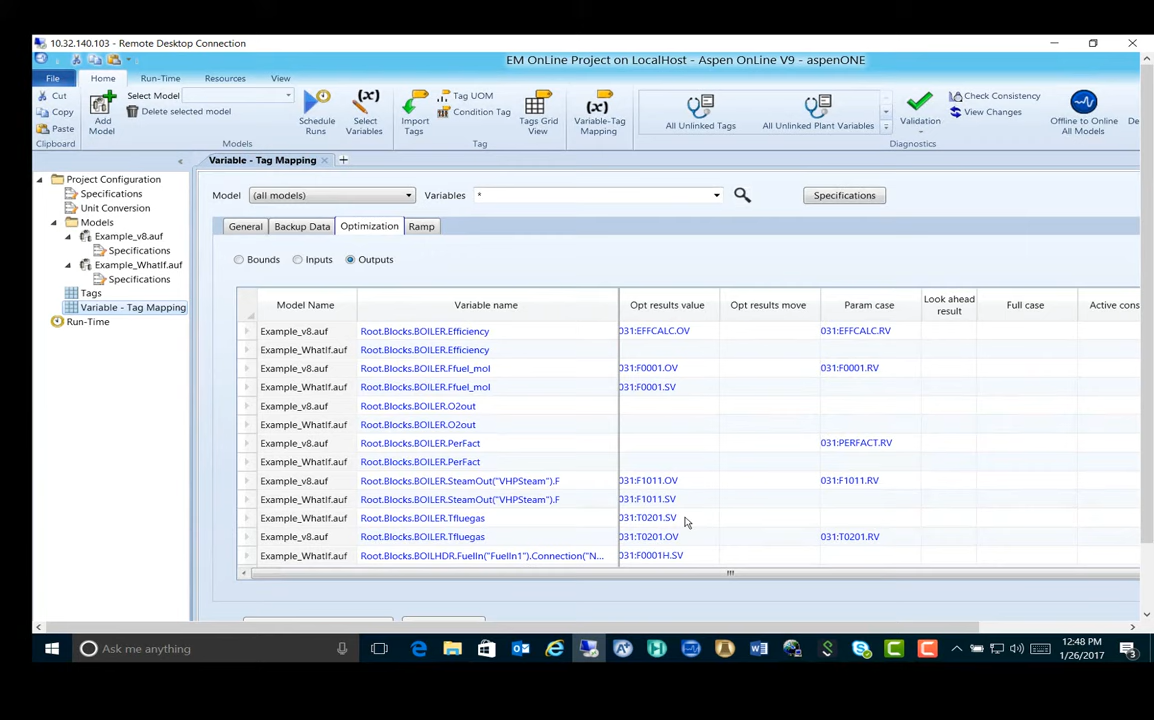 10.32.140.103 - Remote Desktop Connection
EM OnLine Project on LocalHost - Aspen OnLine V9 - aspenONE
File Home Run-Time Resources View
Cut
Copy
Paste
Clipboard
Add Model
Select Model
Delete selected model
Models
Schedule Runs
Select Variables
Import Tags
Tag UOM
Condition Tag
Tags Grid View
Tag
Variable-Tag Mapping
All Unlinked Tags
All Unlinked Plant Variables
Validation
Check Consistency
View Changes
Diagnostics
Offline to Online All Models
Variable - Tag Mapping
Project Configuration
Specifications
Unit Conversion
Models
Example_v8.auf
Specifications
Example_WhatIf.auf
Specifications
Tags
Variable - Tag Mapping
Run-Time
Model (all models) Variables * Specifications
General Backup Data Optimization Ramp
Bounds Inputs Outputs
Model Name Variable name Opt results value Opt results move Param case Look ahead result Full case
Example_v8.auf Root.Blocks.BOILER.Efficiency 031:EFFCALC.OV 031:EFFCALC.RV
Example_WhatIf.auf Root.Blocks.BOILER.Efficiency
Example_v8.auf Root.Blocks.BOILER.Ffuel_mol 031:F0001.OV 031:F0001.RV
Example_WhatIf.auf Root.Blocks.BOILER.Ffuel_mol 031:F0001.SV
Example_v8.auf Root.Blocks.BOILER.O2out
Example_WhatIf.auf Root.Blocks.BOILER.O2out
Example_v8.auf Root.Blocks.BOILER.PerFact 031:PERFACT.RV
Example_WhatIf.auf Root.Blocks.BOILER.PerFact
Example_v8.auf Root.Blocks.BOILER.SteamOut("VHPSteam").F 031:F1011.OV 031:F1011.RV
Example_WhatIf.auf Root.Blocks.BOILER.SteamOut("VHPSteam").F 031:F1011.SV
Example_WhatIf.auf Root.Blocks.BOILER.Tfluegas 031:T0201.SV
Example_v8.auf Root.Blocks.BOILER.Tfluegas 031:T0201.OV 031:T0201.RV
Example_WhatIf.auf Root.Blocks.BOILHDR.FuelIn("FuelIn1").Connection("N... 031:F0001H.SV
Ask me anything
12:48 PM
1/26/2017
3